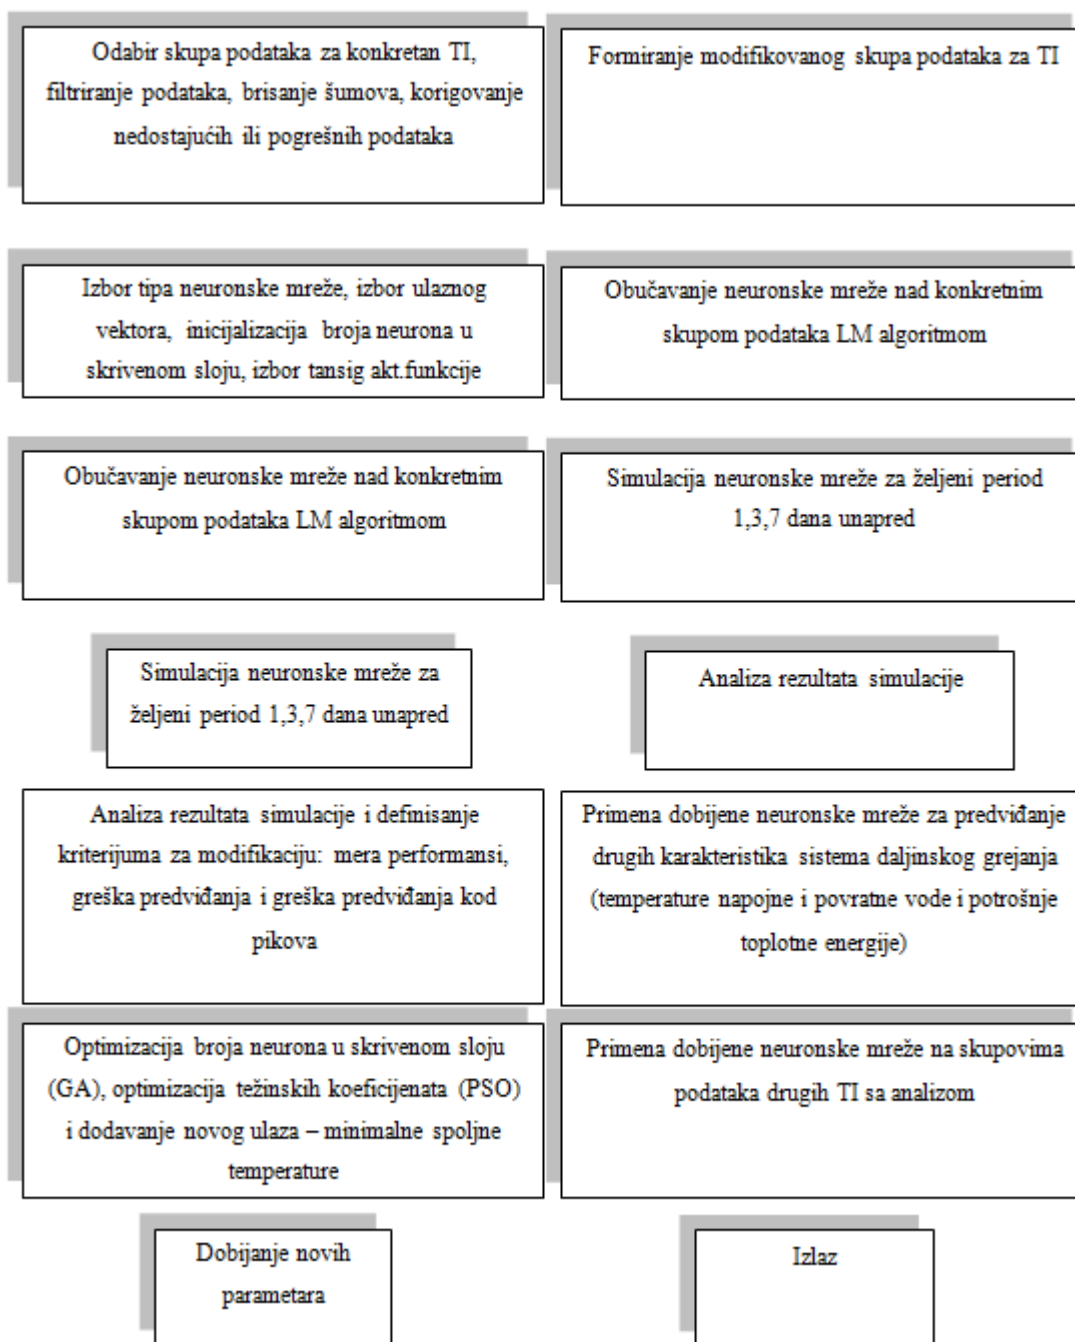 Odabir skupa podataka za konkretan TI,
filtriranje podataka, brisanje šumova, korigovanje
nedostajućih ili pogrešnih podataka
Izbor tipa neuronske mreže, izbor ulaznog
vektora, inicijalizacija broja neurona u
skrivenom sloju, izbor tansig akt.funkcije
Obučavanje neuronske mreže nad konkretnim
skupom podataka LM algoritmom
Simulacija neuronske mreže za
željeni period 1,3,7 dana unapred
Analiza rezultata simulacije i definisanje
kriterijuma za modifikaciju: mera performansi,
greška predviđanja i greška predviđanja kod
pikova
Optimizacija broja neurona u skrivenom sloju
(GA), optimizacija težinskih koeficijenata (PSO)
i dodavanje novog ulaza – minimalne spoljne
temperature
Dobijanje novih
parametara
Formiranje modifikovanog skupa podataka za TI
Obučavanje neuronske mreže nad konkretnim
skupom podataka LM algoritmom
Simulacija neuronske mreže za željeni period
1,3,7 dana unapred
Analiza rezultata simulacije
Primena dobijene neuronske mreže za predviđanje
drugih karakteristika sistema daljinskog grejanja
(temperature napojne i povratne vode i potrošnje
toplotne energije)
Primena dobijene neuronske mreže na skupovima
podataka drugih TI sa analizom
Izlaz